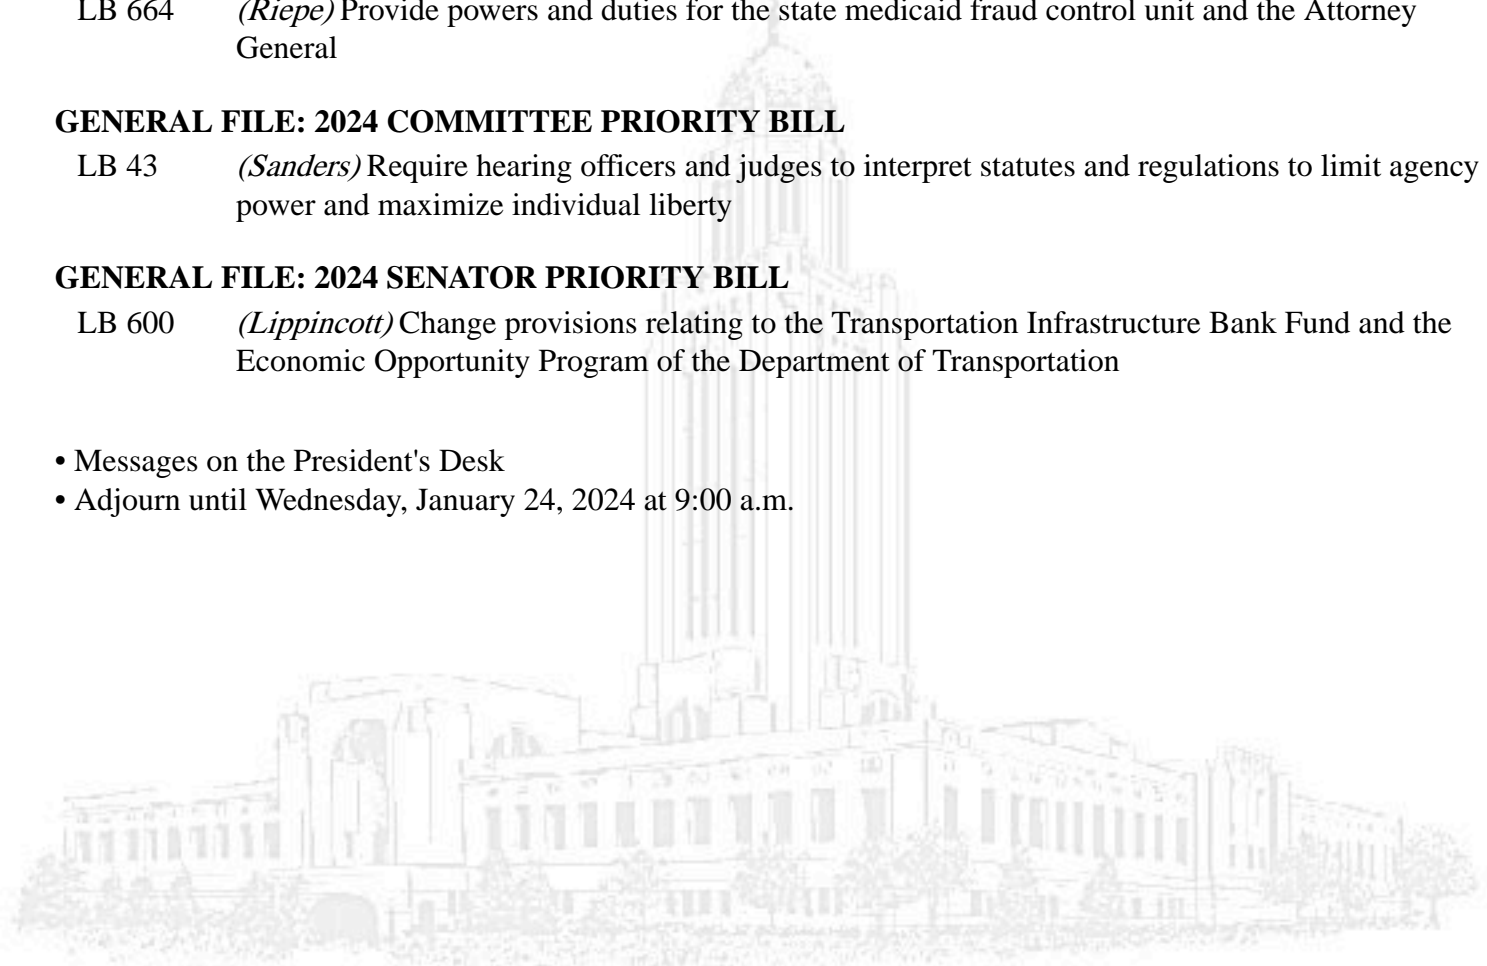 LB 664 (Riepe) Provide powers and duties for the state medicaid fraud control unit and the Attorney
General
GENERAL FILE: 2024 COMMITTEE PRIORITY BILL
LB 43 (Sanders) Require hearing officers and judges to interpret statutes and regulations to limit agency
power and maximize individual liberty
GENERAL FILE: 2024 SENATOR PRIORITY BILL
LB 600 (Lippincott) Change provisions relating to the Transportation Infrastructure Bank Fund and the
Economic Opportunity Program of the Department of Transportation
• Messages on the President's Desk
• Adjourn until Wednesday, January 24, 2024 at 9:00 a.m.